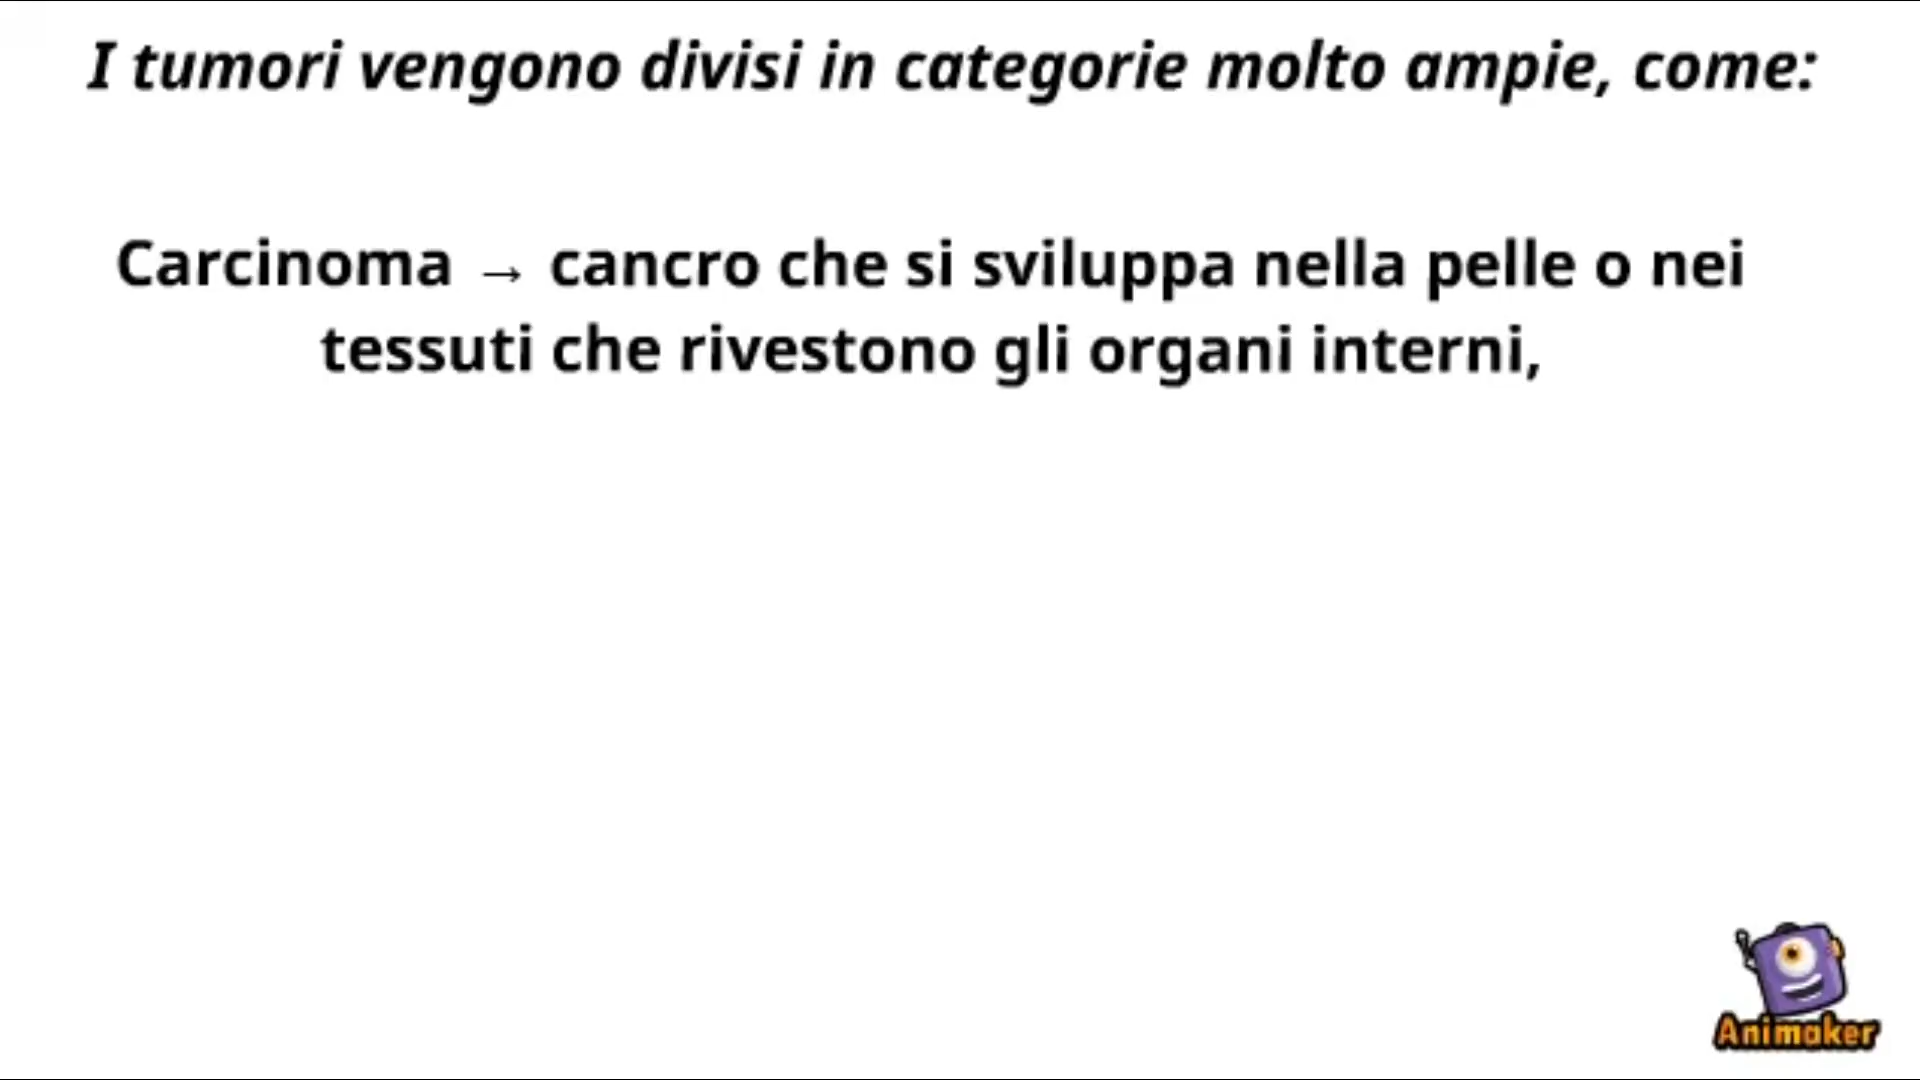 I tumori vengono divisi in categorie molto ampie, come:
Carcinoma → cancro che si sviluppa nella pelle o nei
tessuti che rivestono gli organi interni,
Animaker